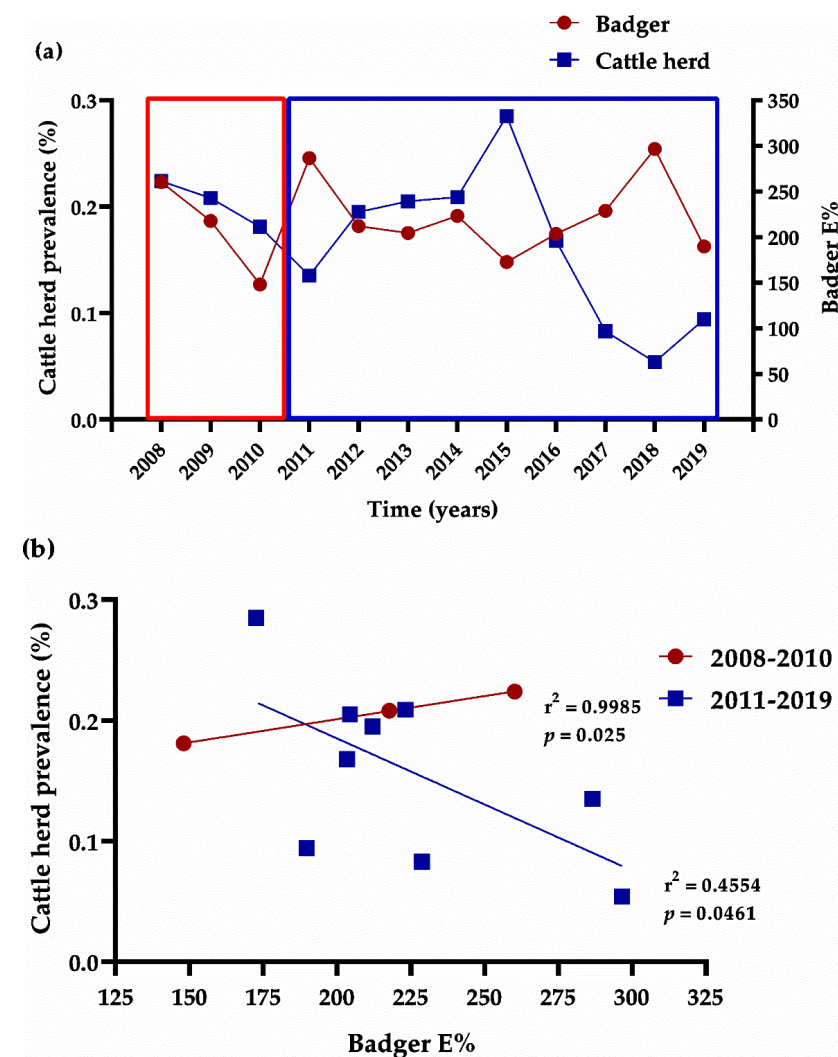 Badger
Cattle herd
(a)
Cattle herd prevalence (%)
0.3
0.2
0.1
0.0
350
300
250
200
150
100
50
0
Badger E%
2008
2009
2010
2011
2012
2013
2014
2015
2016
2017
2018
2019
Time (years)
(b)
Cattle herd prevalence (%)
0.3
0.2
0.1
0.0
2008-2010
2011-2019
r² = 0.9985
p = 0.025
r² = 0.4554
p = 0.0461
125 150 175 200 225 250 275 300 325
Badger E%